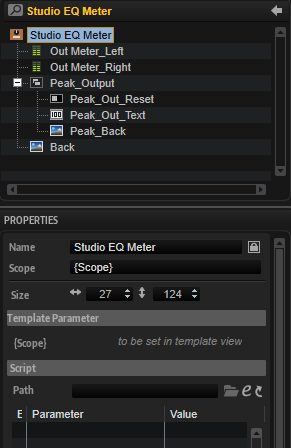 Studio EQ Meter
Studio EQ Meter
Out Meter_Left
Out Meter_Right
Peak_Output
Peak_Out_Reset
Peak_Out_Text
Peak_Back
Back
PROPERTIES
Name Studio EQ Meter
Scope {Scope}
Size 27 124
Template Parameter
{Scope} to be set in template view
Script
Path
E Parameter Value